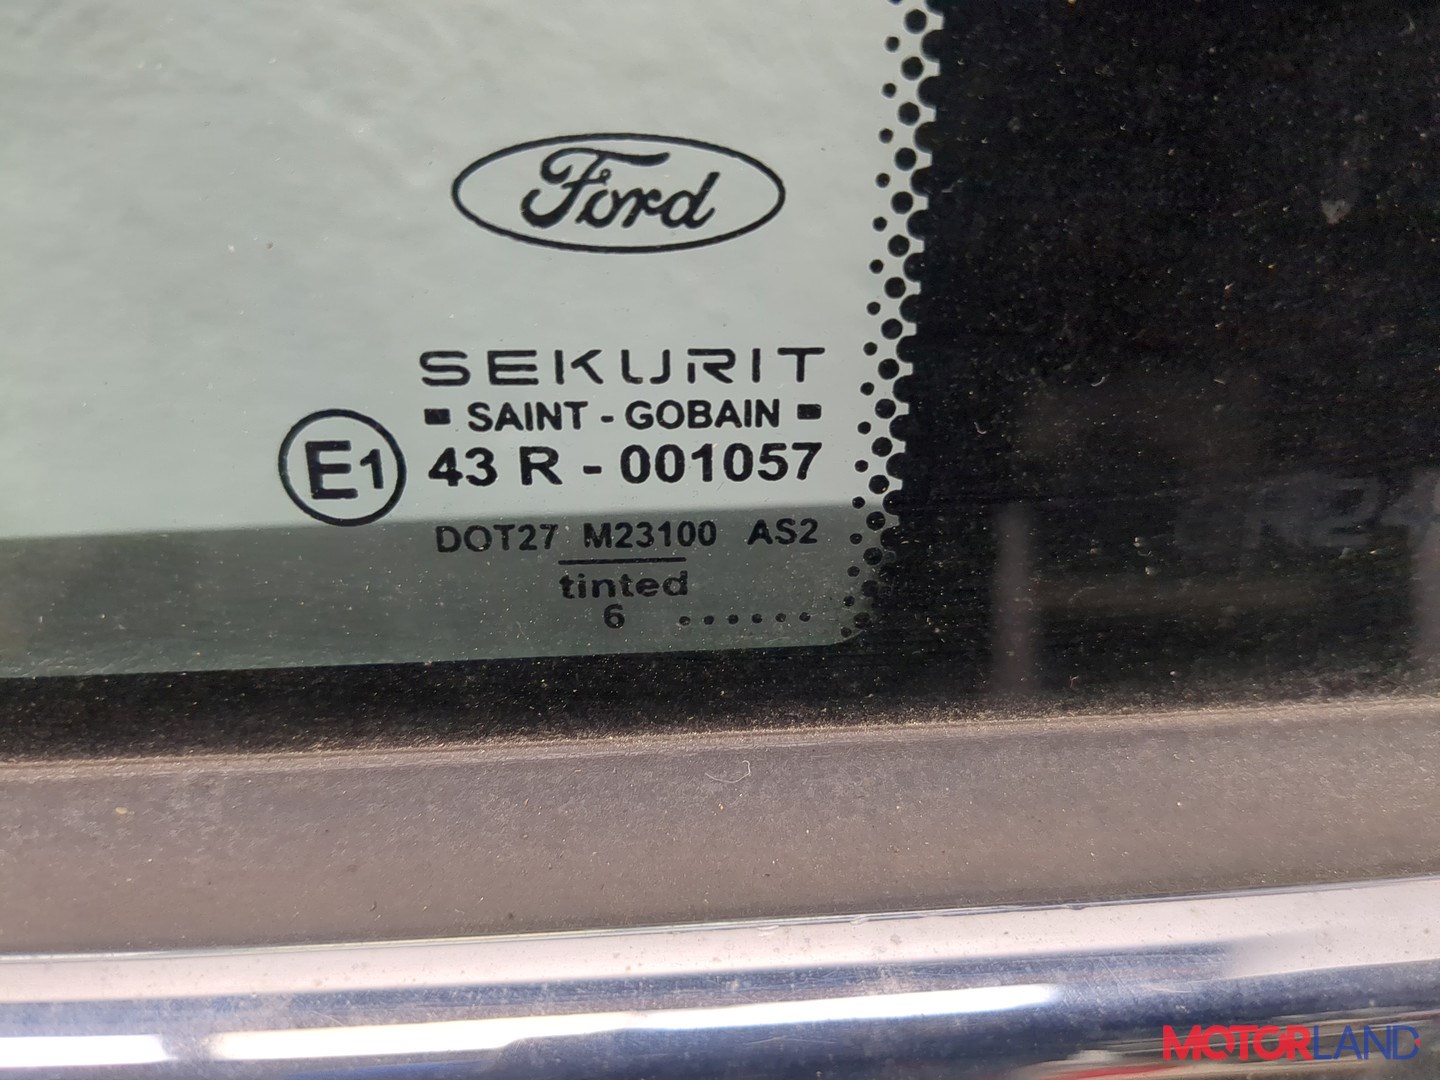 Ford
SEKURIT
SAINT - GOBAIN
E1 43 R - 001057
DOT27 M23100 AS2
tinted
6 ......
MOTORLAND